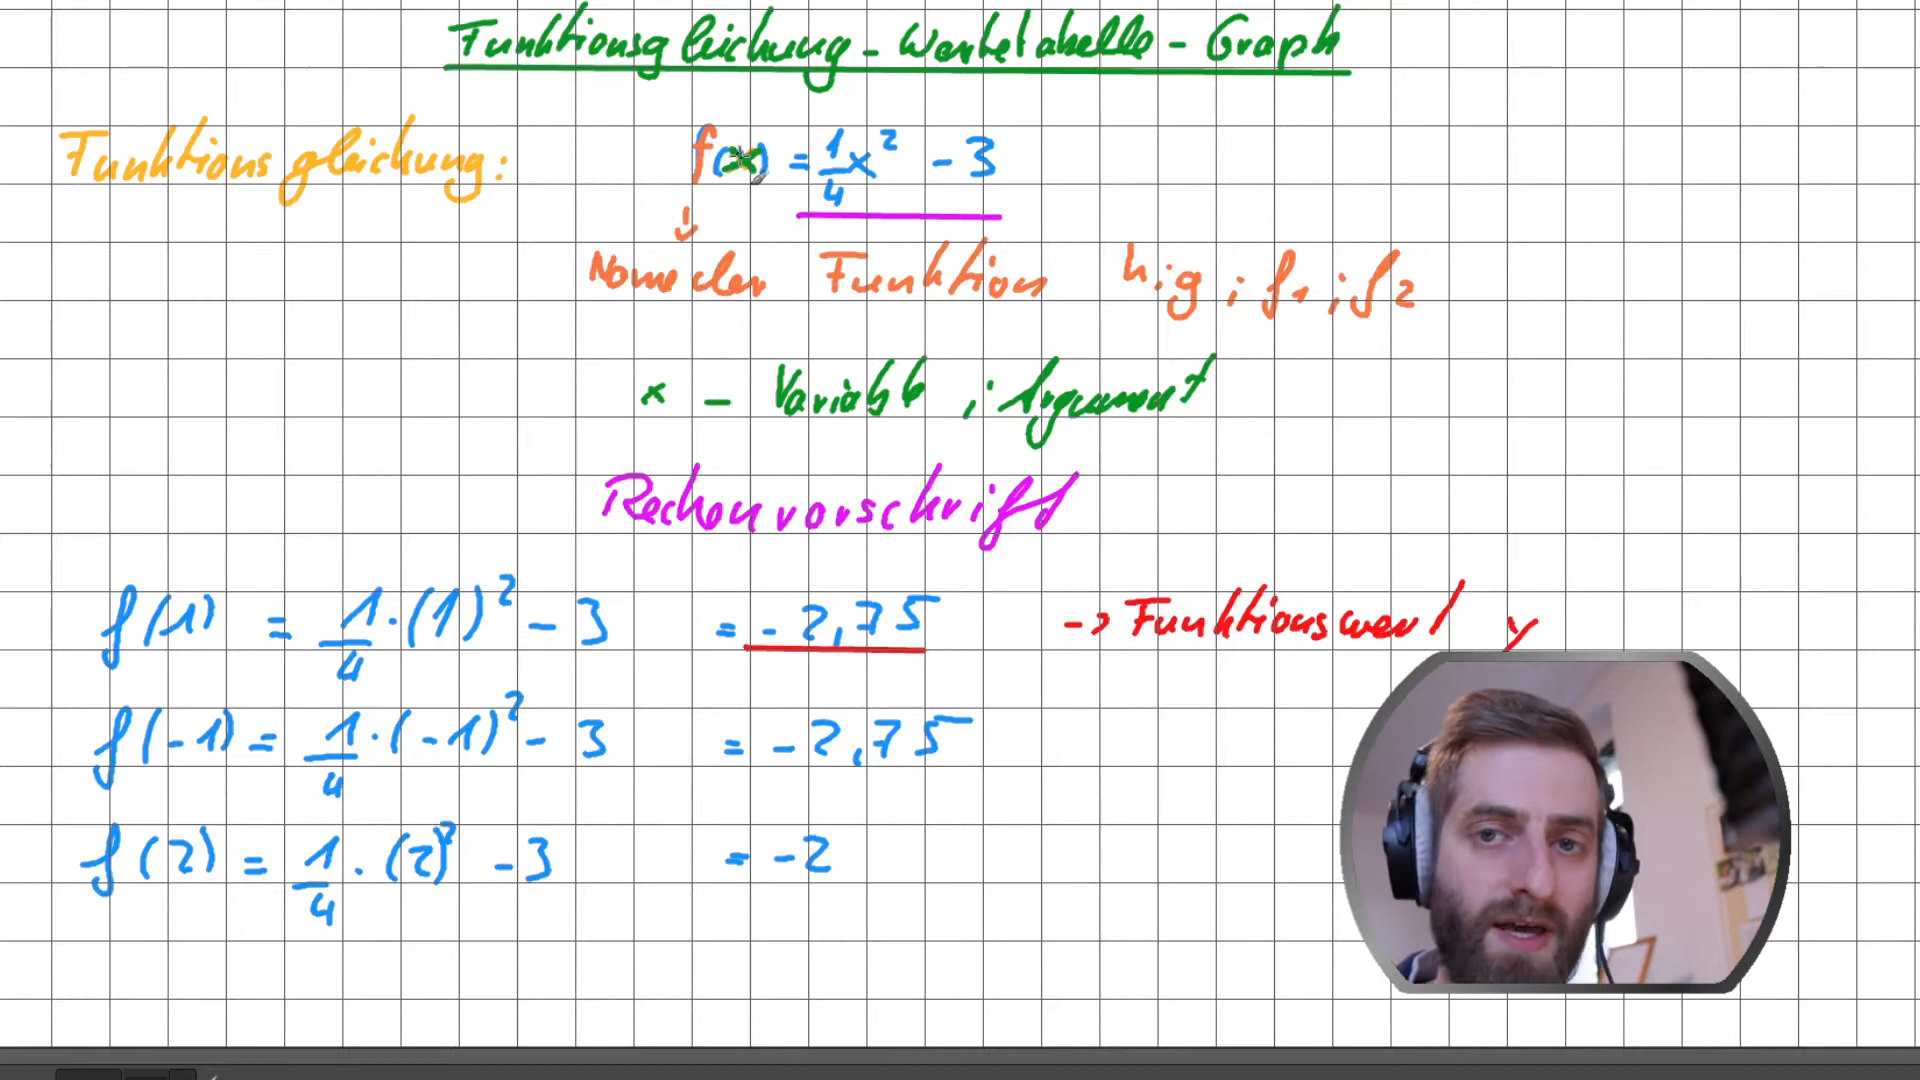 Funktionsgleichung - Wertetabelle - Graph
Funktionsgleichung: f(x) = 1/4 x² - 3
Name der Funktion h ; g ; f1 ; f2
x - Variable ; Argument
Rechenvorschrift
f(1) = 1/4 · (1)² - 3 = -2,75 -> Funktionswert y
f(-1) = 1/4 · (-1)² - 3 = -2,75
f(2) = 1/4 · (2)² - 3 = -2